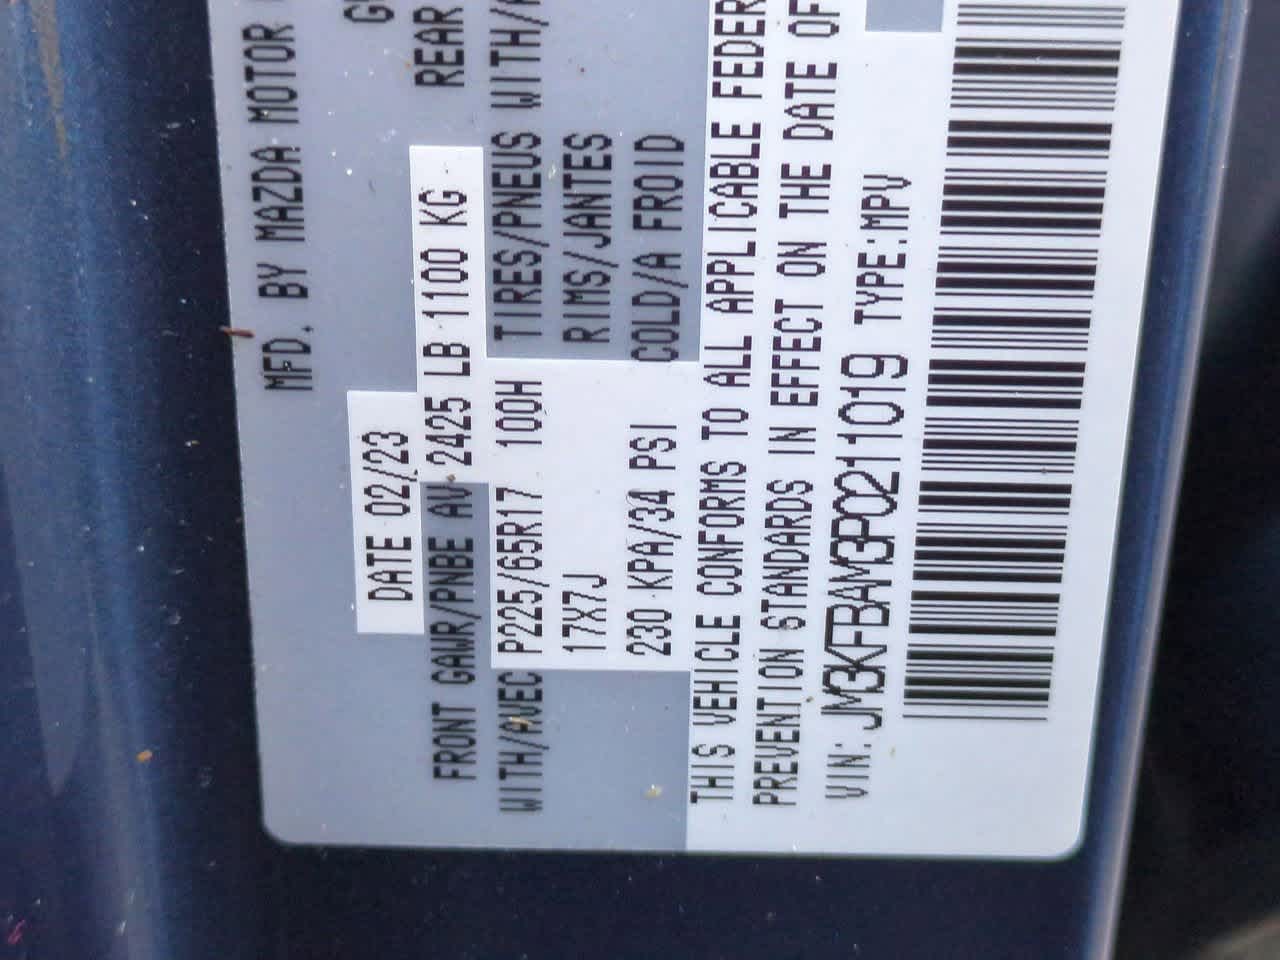 MFD. BY MAZDA MOTOR
DATE 02/23
FRONT GAWR/PNBE AV 2425 LB 1100 KG REAR
WITH/AVEC P225/65R17 100H TIRES/PNEUS
17X7J RIMS/JANTES
230 KPA/34 PSI COLD/A FROID
THIS VEHICLE CONFORMS TO ALL APPLICABLE
PREVENTION STANDARDS IN EFFECT ON THE DATE OF
VIN: JM3KFBAM3P0211019 TYPE:MPV